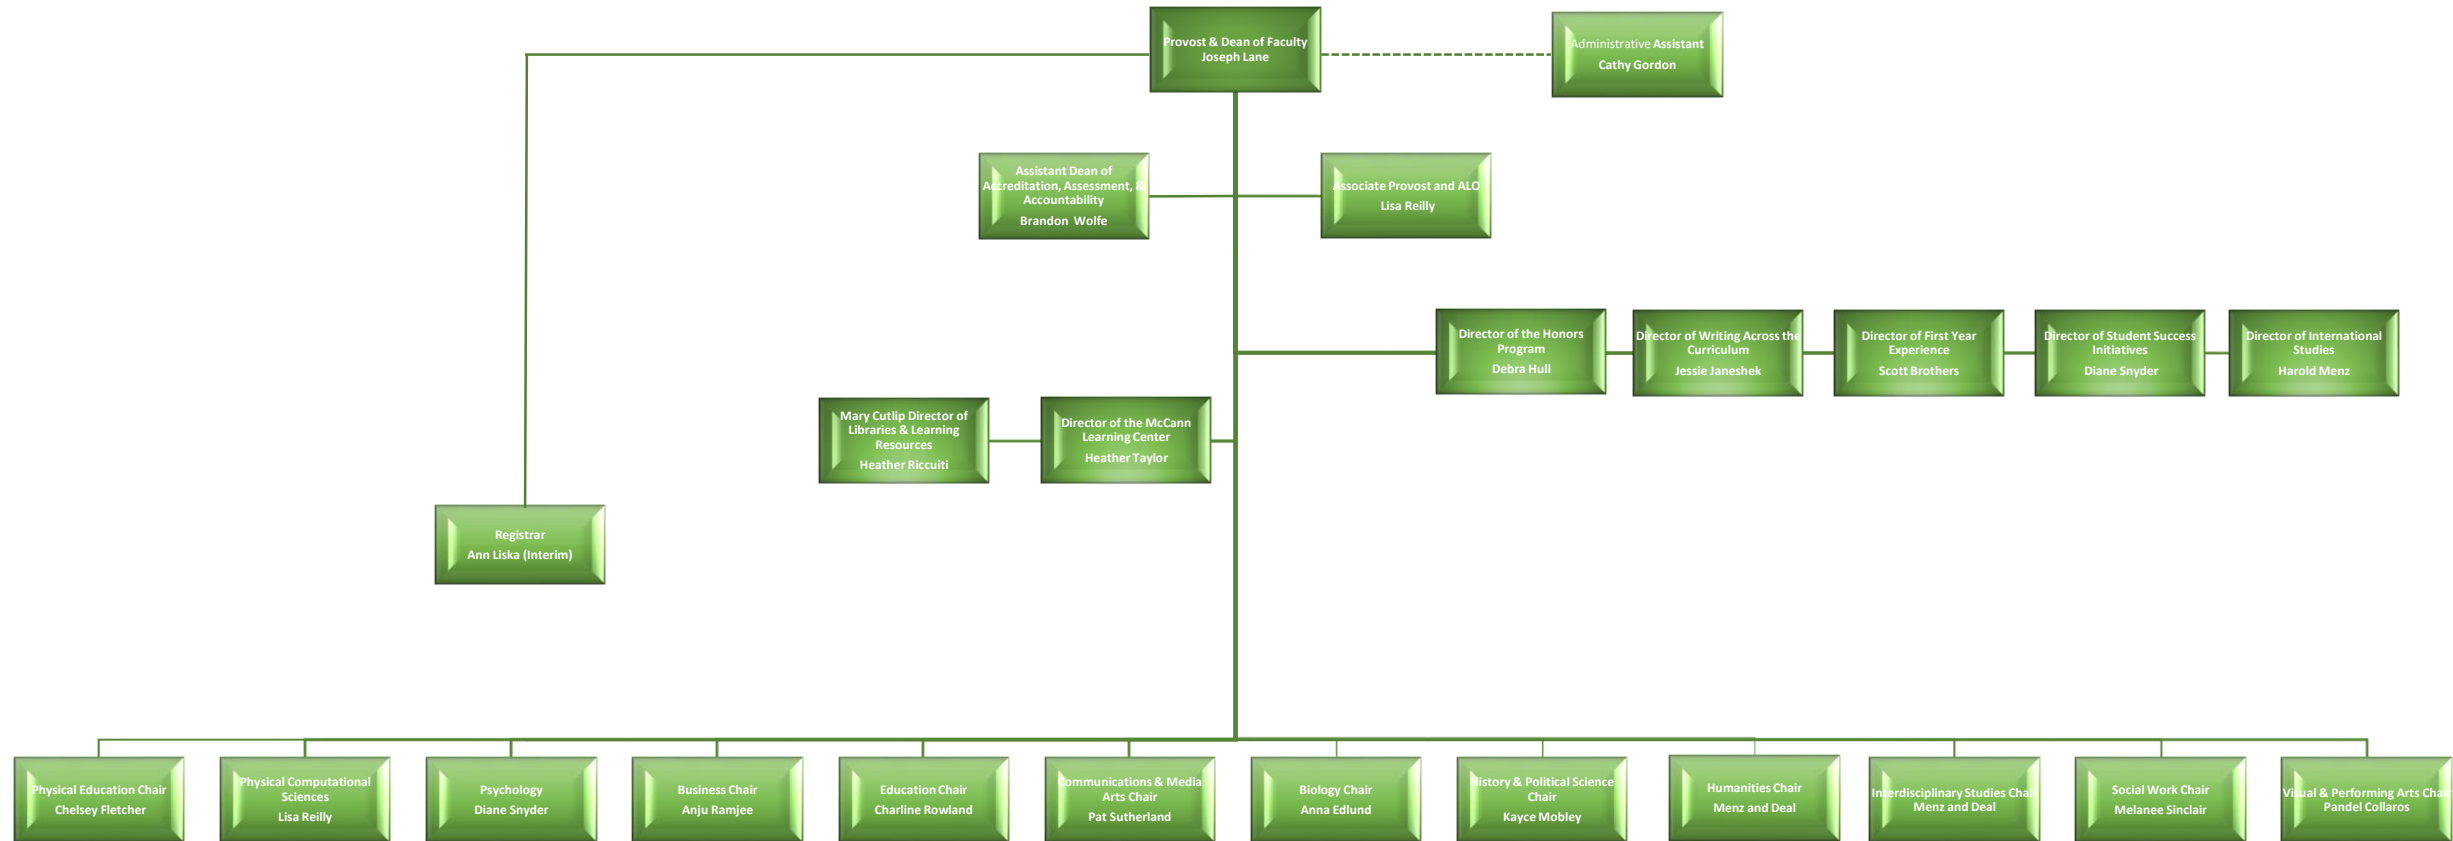 Provost & Dean of Faculty
Joseph Lane
Administrative Assistant
Cathy Gordon
Assistant Dean of
Accreditation, Assessment, &
Accountability
Brandon Wolfe
Associate Provost and ALO
Lisa Reilly
Director of the Honors
Program
Debra Hull
Director of Writing Across the
Curriculum
Jessie Janeshek
Director of First Year
Experience
Scott Brothers
Director of Student Success
Initiatives
Diane Snyder
Director of International
Studies
Harold Menz
Mary Cutlip Director of
Libraries & Learning
Resources
Heather Riccuiti
Director of the McCann
Learning Center
Heather Taylor
Registrar
Ann Liska (Interim)
Physical Education Chair
Chelsey Fletcher
Physical Computational
Sciences
Lisa Reilly
Psychology
Diane Snyder
Business Chair
Anju Ramjee
Education Chair
Charline Rowland
Communications & Media
Arts Chair
Pat Sutherland
Biology Chair
Anna Edlund
History & Political Science
Chair
Kayce Mobley
Humanities Chair
Menz and Deal
Interdisciplinary Studies Chair
Menz and Deal
Social Work Chair
Melanee Sinclair
Visual & Performing Arts Chair
Pandel Collaros